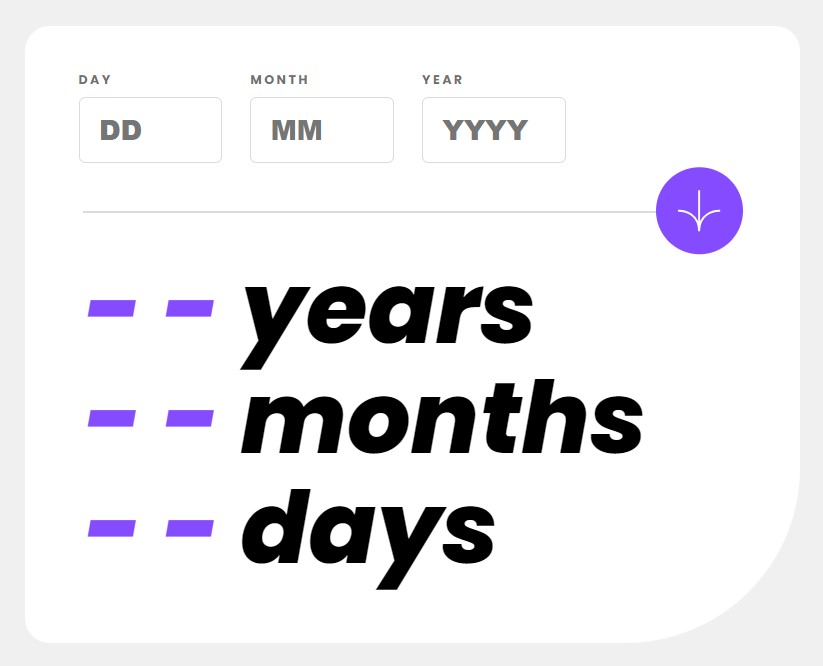 DAY MONTH YEAR
DD MM YYYY
- - years
- - months
- - days